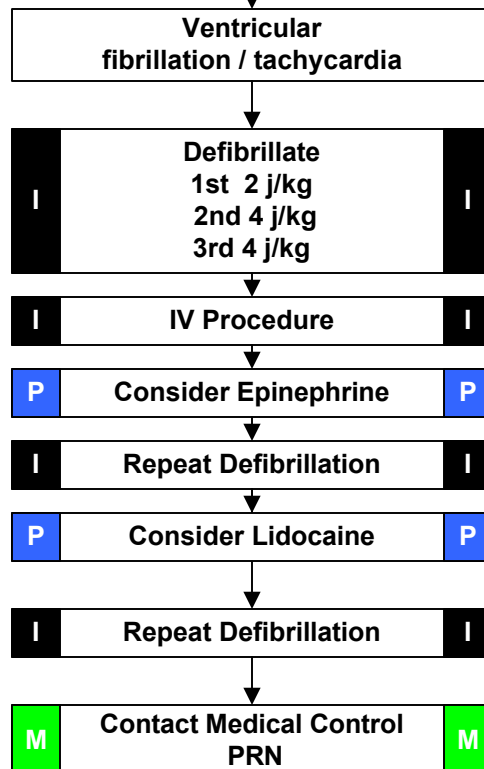 Ventricular
fibrillation / tachycardia
Defibrillate
1st 2 j/kg
I I
2nd 4 j/kg
3rd 4 j/kg
I IV Procedure I
P Consider Epinephrine P
I Repeat Defibrillation I
P Consider Lidocaine P
I Repeat Defibrillation I
Contact Medical Control
M M
PRN